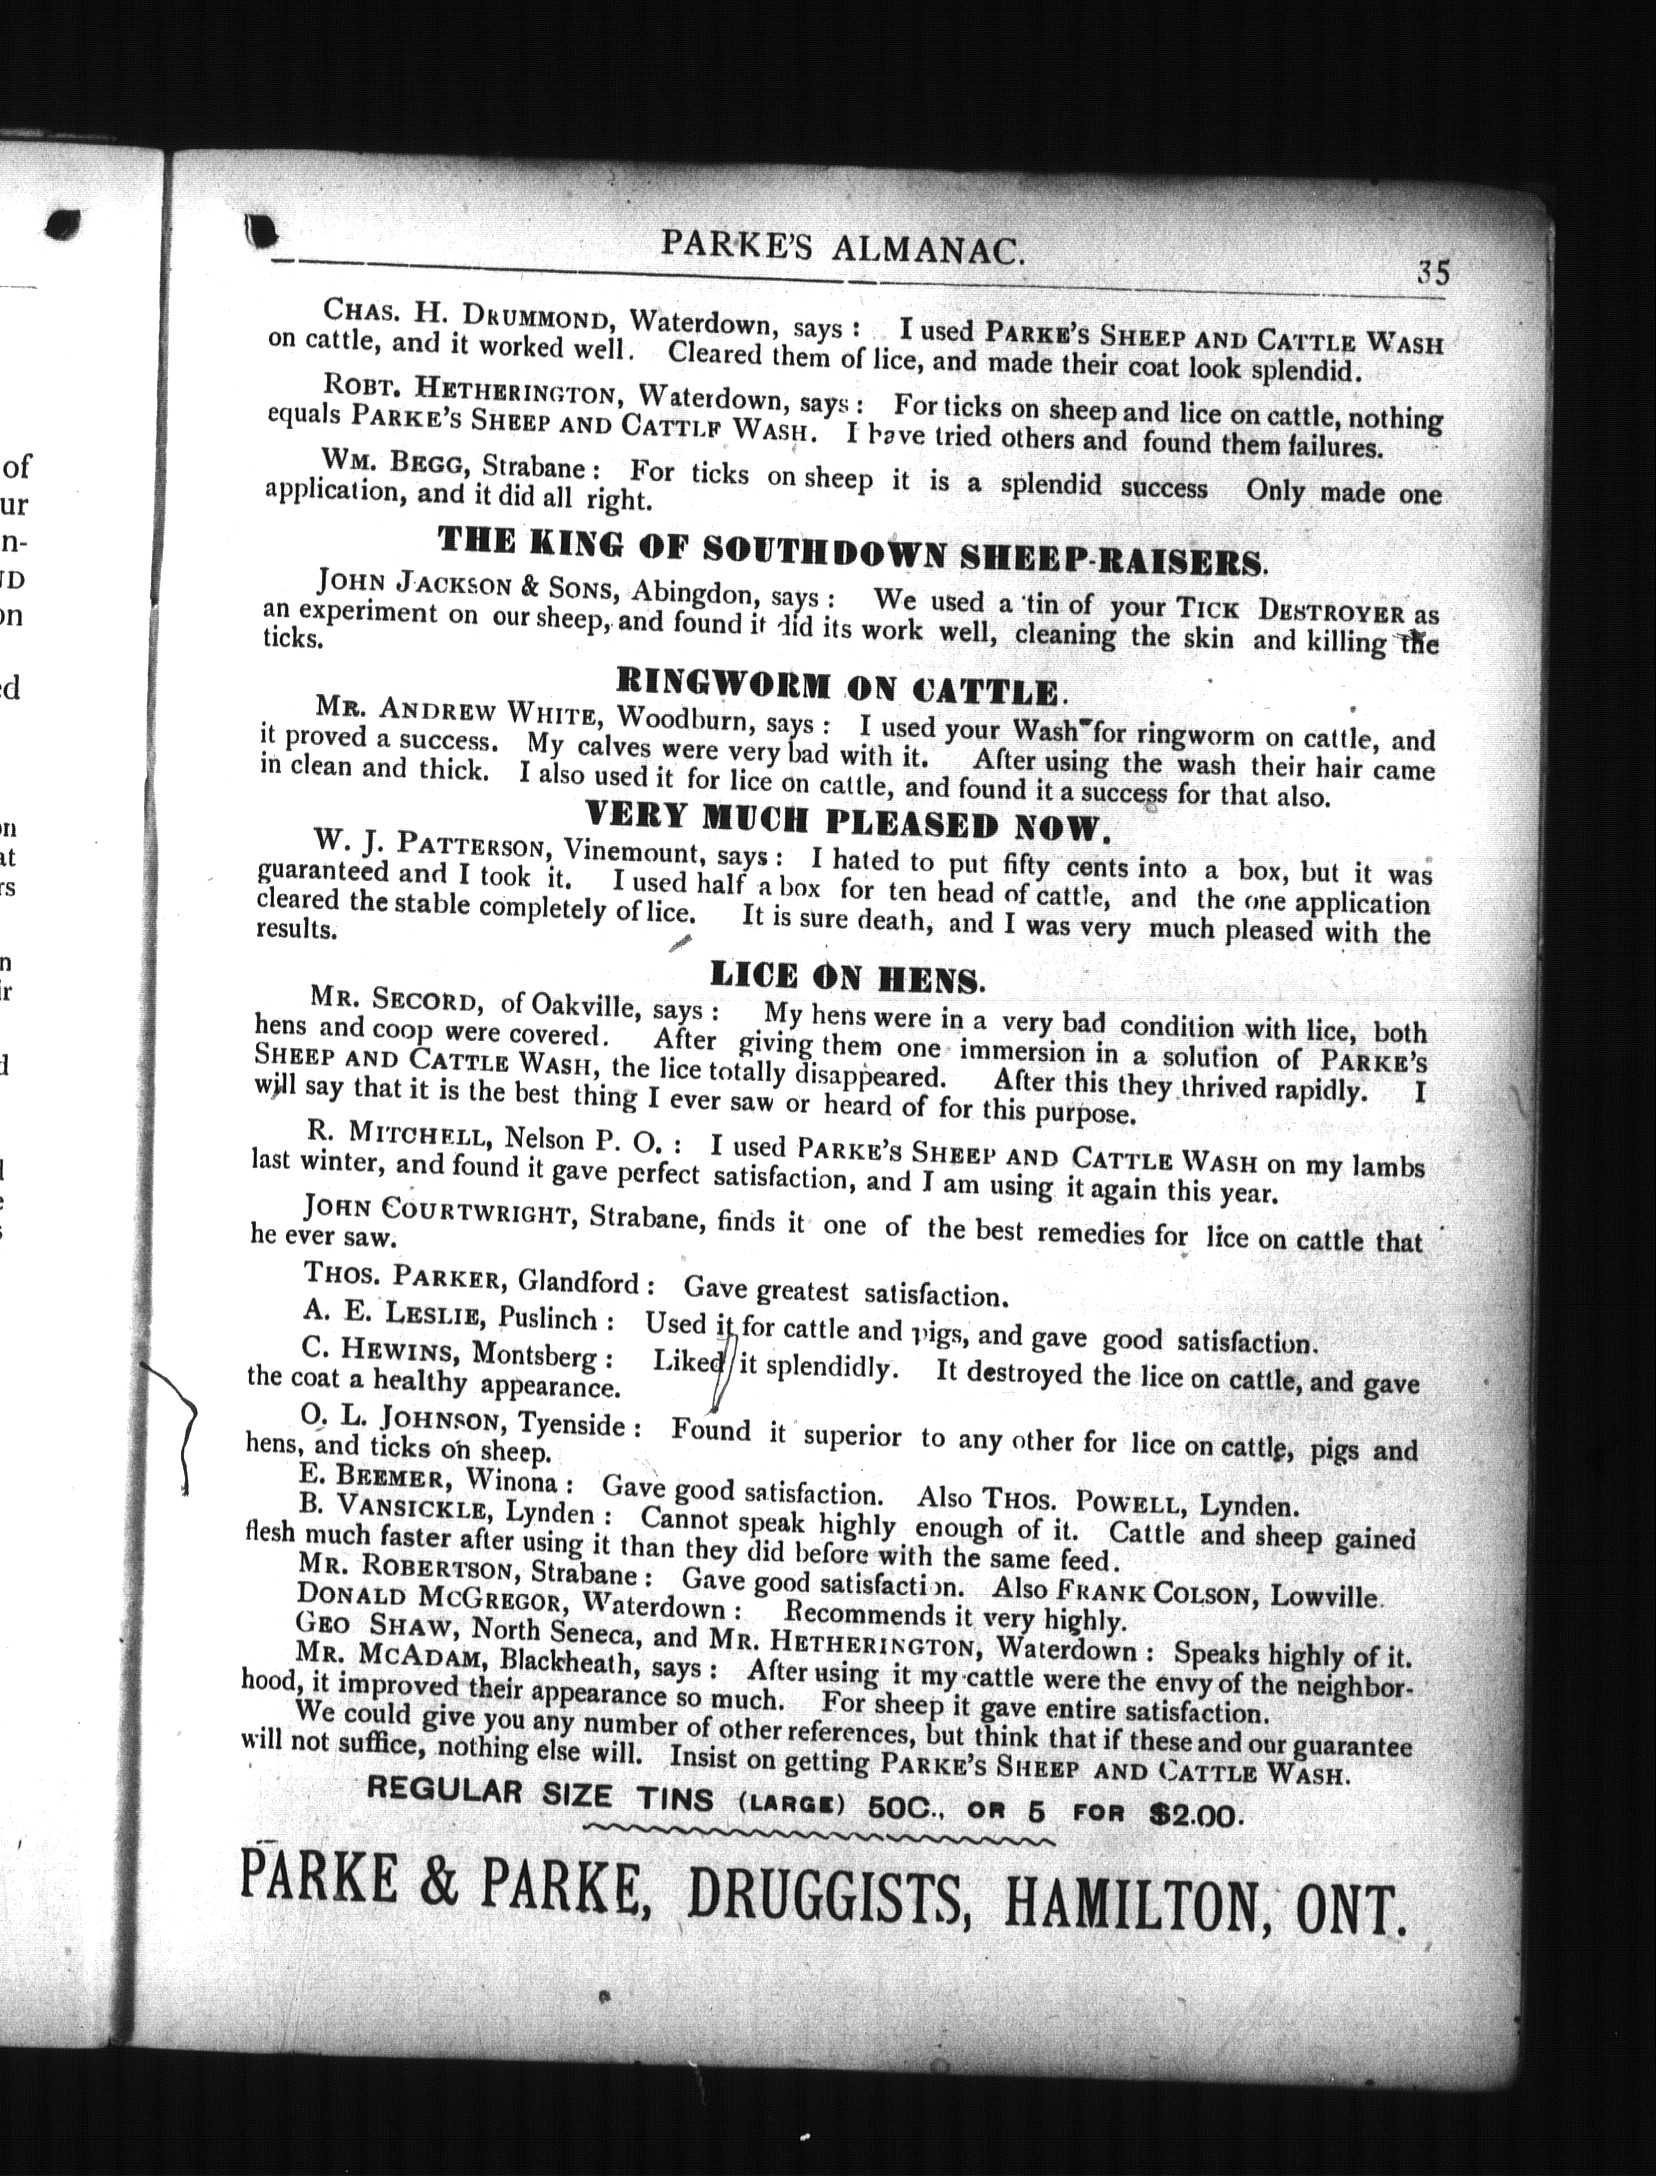 PARKE'S ALMANAC.
35
CHAS. H. DRUMMOND, Waterdown, says : I used PARKE'S SHEEP AND CATTLE WASH
on cattle, and it worked well. Cleared them of lice, and made their coat look splendid.
ROBT. HETHERINGTON, Waterdown, says : For ticks on sheep and lice on cattle, nothing
equals PARKE'S SHEEP AND CATTLE WASH. I have tried others and found them failures.
WM. BEGG, Strabane : For ticks on sheep it is a splendid success Only made one
application, and it did all right.
THE KING OF SOUTHDOWN SHEEP-RAISERS.
JOHN JACKSON & SONS, Abingdon, says : We used a tin of your TICK DESTROYER as
an experiment on our sheep, and found it did its work well, cleaning the skin and killing the
ticks.
RINGWORM ON CATTLE.
MR. ANDREW WHITE, Woodburn, says : I used your Wash for ringworm on cattle, and
it proved a success. My calves were very bad with it. After using the wash their hair came
in clean and thick. I also used it for lice on cattle, and found it a success for that also.
VERY MUCH PLEASED NOW.
W. J. PATTERSON, Vinemount, says : I hated to put fifty cents into a box, but it was
guaranteed and I took it. I used half a box for ten head of cattle, and the one application
cleared the stable completely of lice. It is sure death, and I was very much pleased with the
results.
LICE ON HENS.
MR. SECORD, of Oakville, says : My hens were in a very bad condition with lice, both
hens and coop were covered. After giving them one immersion in a solution of PARKE'S
SHEEP AND CATTLE WASH, the lice totally disappeared. After this they thrived rapidly. I
will say that it is the best thing I ever saw or heard of for this purpose.
R. MITCHELL, Nelson P. O. : I used PARKE'S SHEEP AND CATTLE WASH on my lambs
last winter, and found it gave perfect satisfaction, and I am using it again this year.
JOHN COURTWRIGHT, Strabane, finds it one of the best remedies for lice on cattle that
he ever saw.
THOS. PARKER, Glandford : Gave greatest satisfaction.
A. E. LESLIE, Puslinch : Used it for cattle and pigs, and gave good satisfaction.
C. HEWINS, Montsberg : Liked it splendidly. It destroyed the lice on cattle, and gave
the coat a healthy appearance.
O. L. JOHNSON, Tyenside : Found it superior to any other for lice on cattle, pigs and
hens, and ticks on sheep.
E. BEEMER, Winona : Gave good satisfaction. Also THOS. POWELL, Lynden.
B. VANSICKLE, Lynden : Cannot speak highly enough of it. Cattle and sheep gained
flesh much faster after using it than they did before with the same feed.
MR. ROBERTSON, Strabane : Gave good satisfaction. Also FRANK COLSON, Lowville.
DONALD MCGREGOR, Waterdown : Recommends it very highly.
GEO SHAW, North Seneca, and MR. HETHERINGTON, Waterdown : Speaks highly of it.
MR. MCADAM, Blackheath, says : After using it my cattle were the envy of the neighbor-
hood, it improved their appearance so much. For sheep it gave entire satisfaction.
We could give you any number of other references, but think that if these and our guarantee
will not suffice, nothing else will. Insist on getting PARKE'S SHEEP AND CATTLE WASH.
REGULAR SIZE TINS (LARGE) 50C., OR 5 FOR $2.00.
PARKE & PARKE, DRUGGISTS, HAMILTON, ONT.